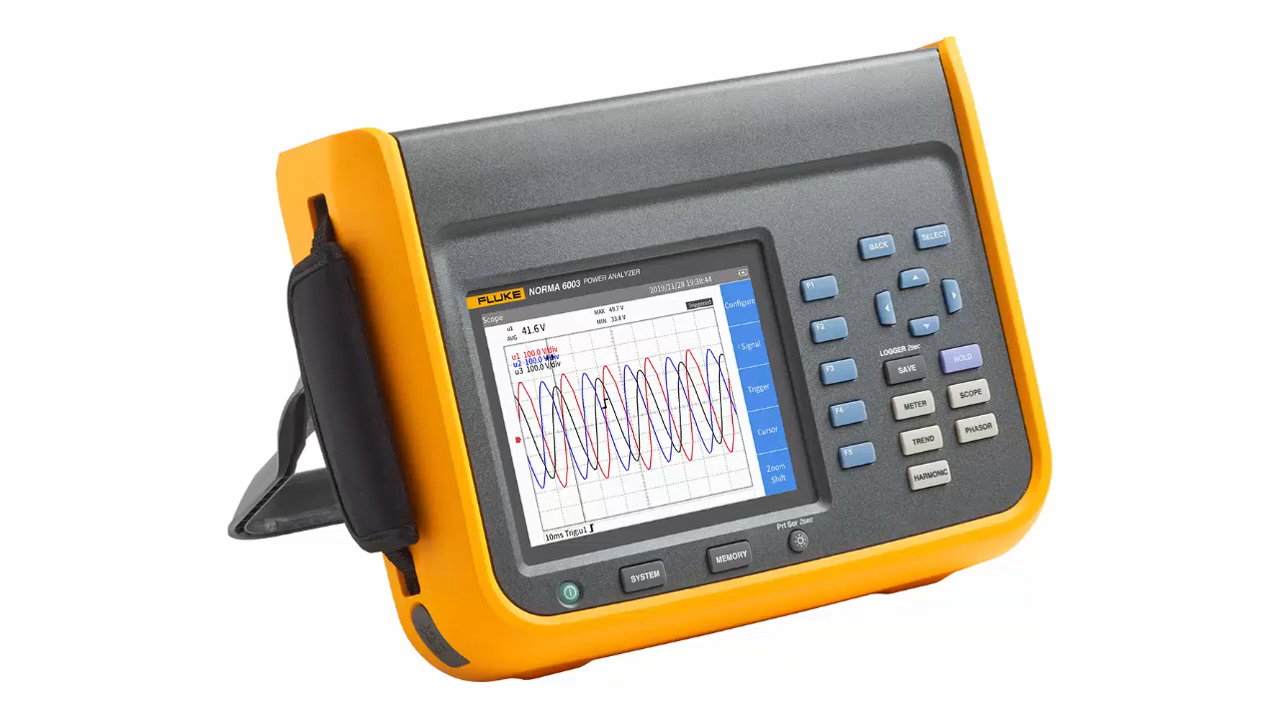 FLUKE NORMA 6003 POWER ANALYZER
Scope 2019/11/28 19:38:44
u1
AVG 41.6V
MAX 49.7 V
MIN 33.8 V
Triggered
u1 100.0 V/div
u2 100.0 V/div
u3 100.0 V/div
10ms Trig:u1
Configure
Signal
Trigger
Cursor
Zoom
Shift
F1
F2
F3
F4
F5
BACK
SELECT
LOGGER 2sec
SAVE
HOLD
METER
SCOPE
TREND
PHASOR
HARMONIC
SYSTEM
MEMORY
Prt Scr 2sec